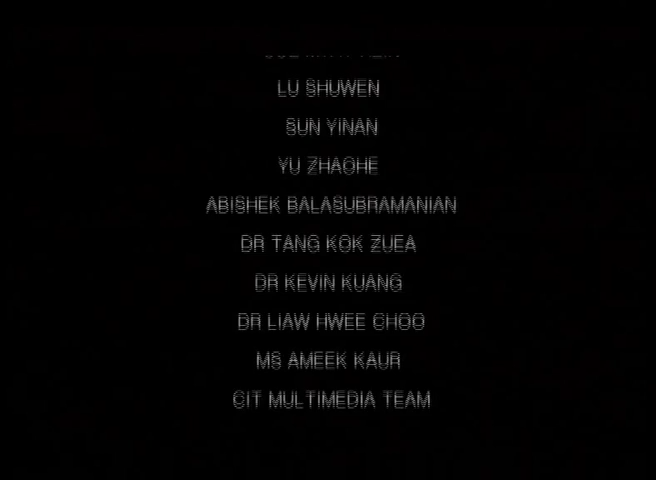 LU SHUWEN
SUN YINAN
YU ZHAOHE
ABISHEK BALASUBRAMANIAN
DR TANG KOK ZUEA
DR KEVIN KUANG
DR LIAW HWEE CHOO
MS AMEEK KAUR
CIT MULTIMEDIA TEAM